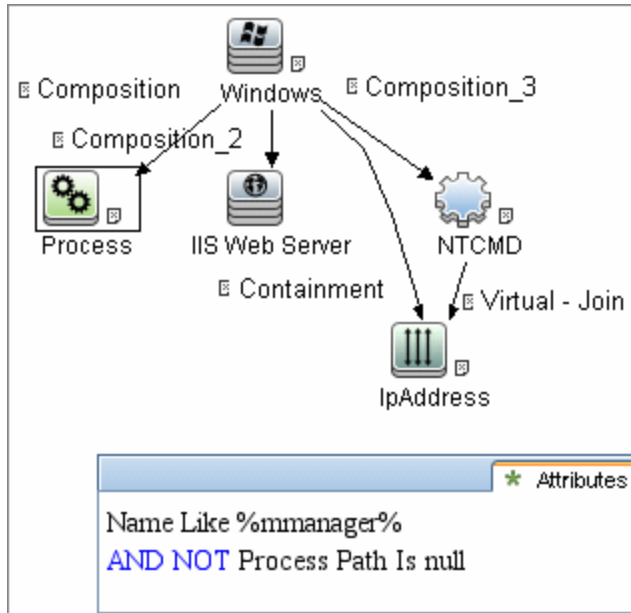 Composition
Windows
Composition_3
Composition_2
Process
IIS Web Server
NTCMD
Containment
Virtual - Join
IpAddress
Attributes
Name Like %mmanager%
AND NOT Process Path Is null